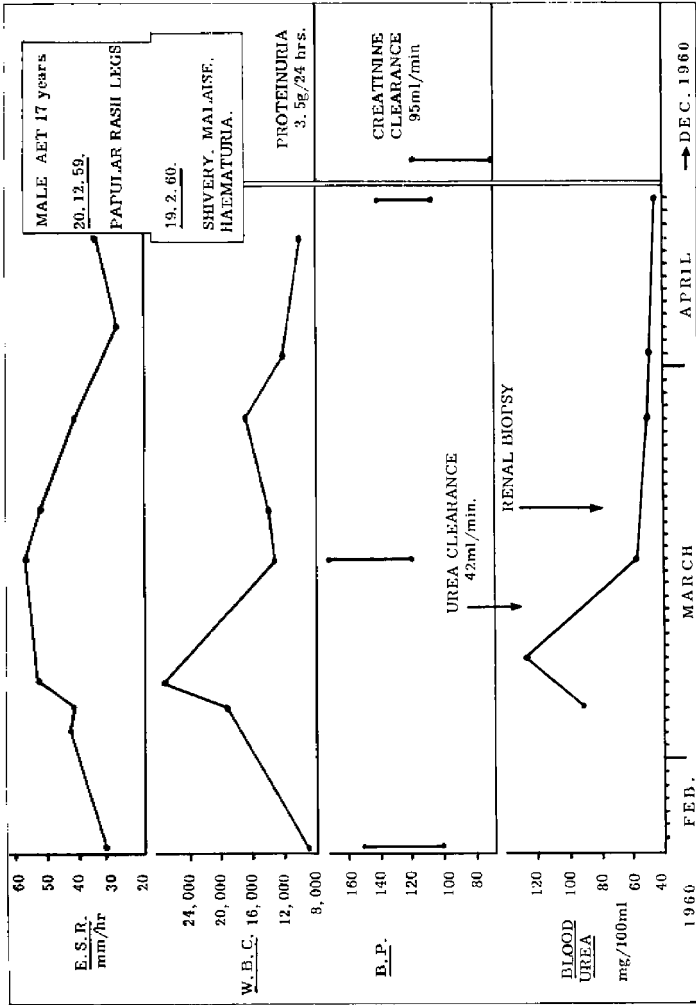 MALE AET 17 years
20.12.59.
PAPULAR RASH LEGS
19.2.60.
SHIVERY. MALAISE.
HAEMATURIA.
E.S.R.
mm/hr
60
50
40
31
20
W.B.C.
24,000
20,000
16,000
12,000
8,000
PROTEINURIA
3.5g/24 hrs.
B.P.
160
120
80
CREATININE
CLEARANCE
95ml/min
BLOOD
UREA
mg/100ml
120
100
80
60
40
UREA CLEARANCE
42ml/min.
RENAL BIOPSY
1960
FEB.
MARCH
APRIL
→DEC.1960